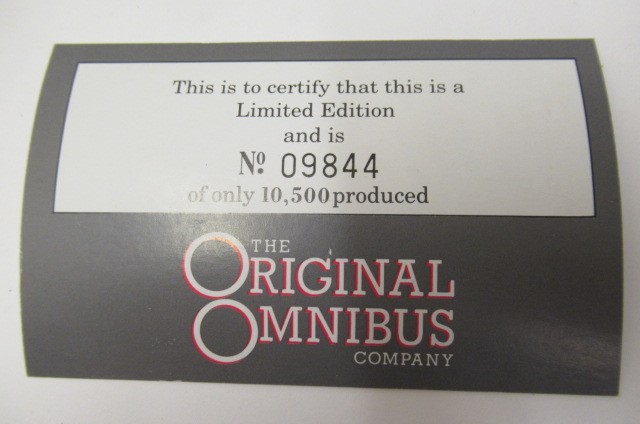 This is to certify that this is a
Limited Edition
and is
No. 09844
of only 10,500 produced
THE
ORIGINAL
OMNIBUS
COMPANY